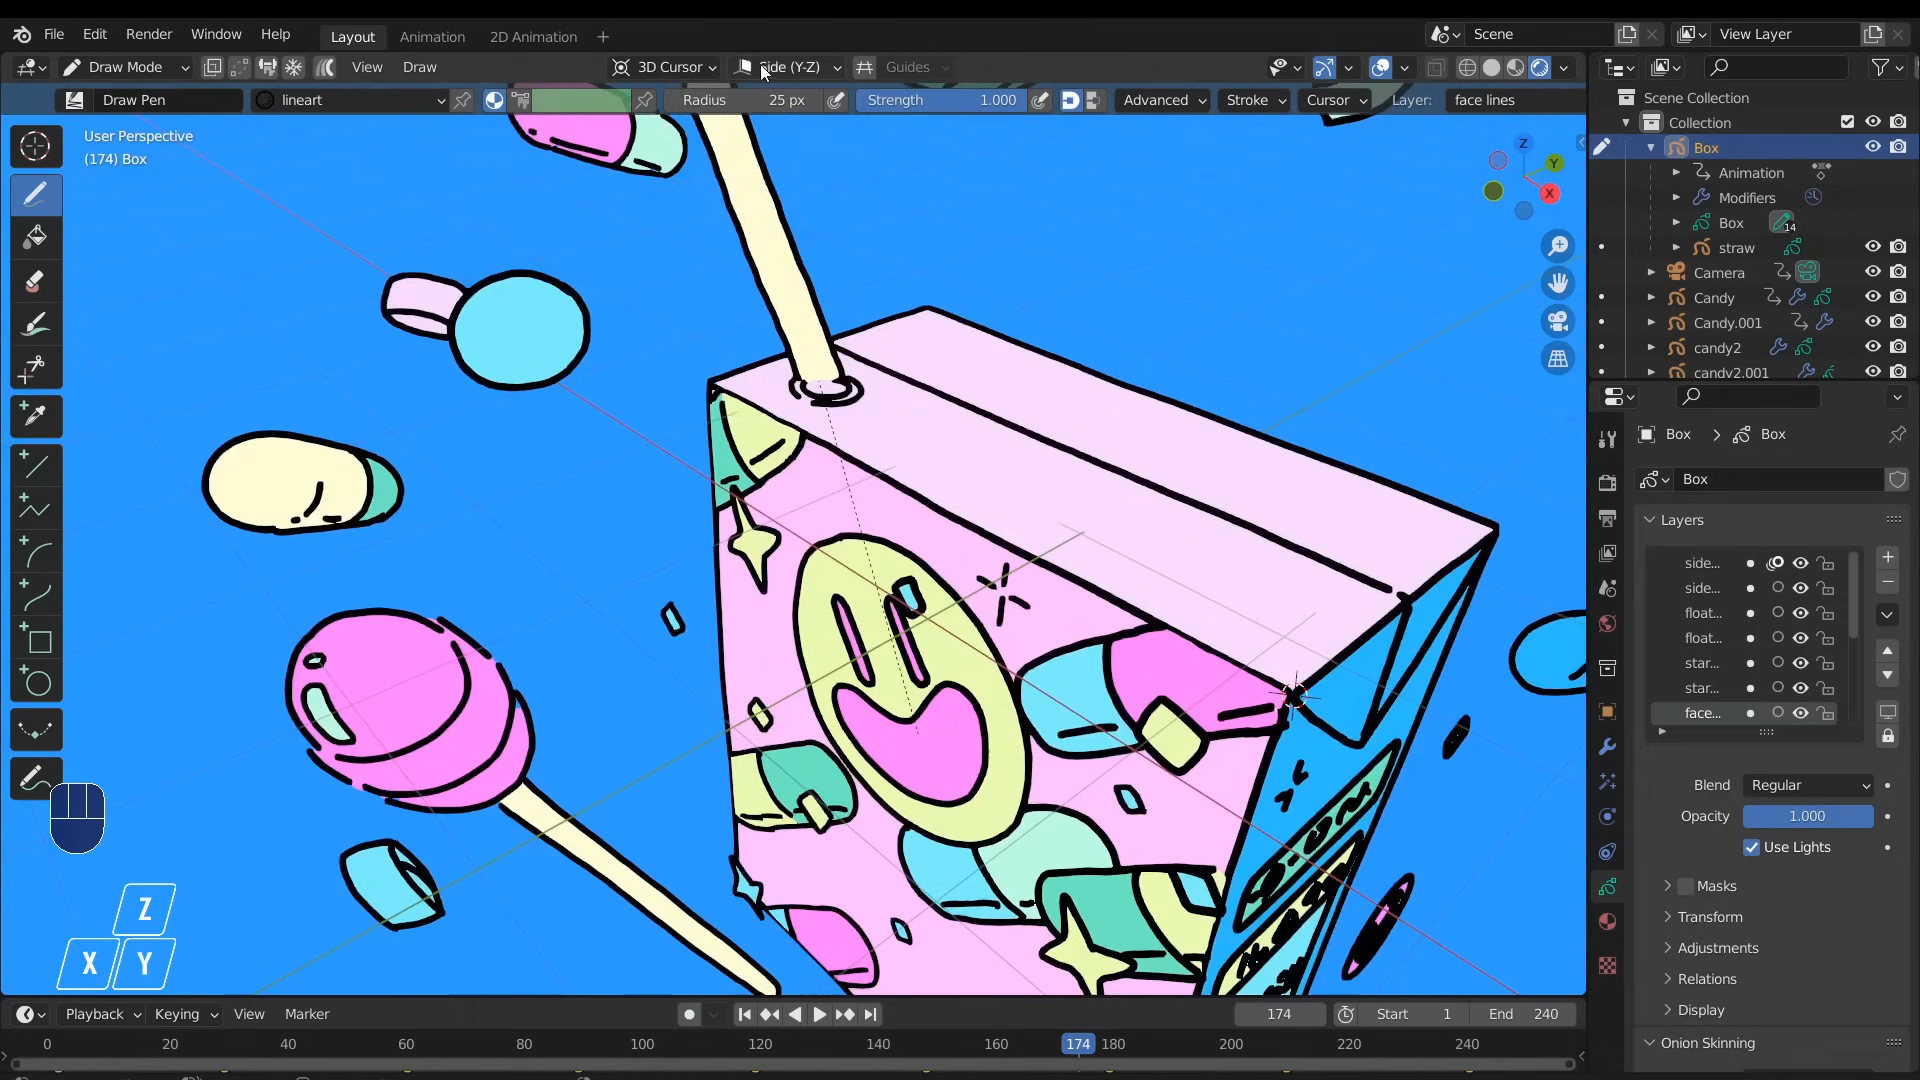 File Edit Render Window Help Layout Animation 2D Animation + Scene View Layer
Draw Mode View Draw 3D Cursor Side (Y-Z) Guides
Draw Pen lineart Radius 25 px Strength 1.000 Advanced Stroke Cursor Layer: face lines
User Perspective
(174) Box
Z
Y
X
Scene Collection
Collection
Box
Animation
Modifiers
Box 14
straw
Camera
Candy
Candy.001
candy2
candy2.001
Box > Box
Box
Layers
side...
side...
float...
float...
star...
star...
face...
Blend Regular
Opacity 1.000
Use Lights
Masks
Transform
Adjustments
Relations
Display
Onion Skinning
Z
X Y
Playback Keying View Marker 174 Start 1 End 240
0 20 40 60 80 100 120 140 160 174 180 200 220 240